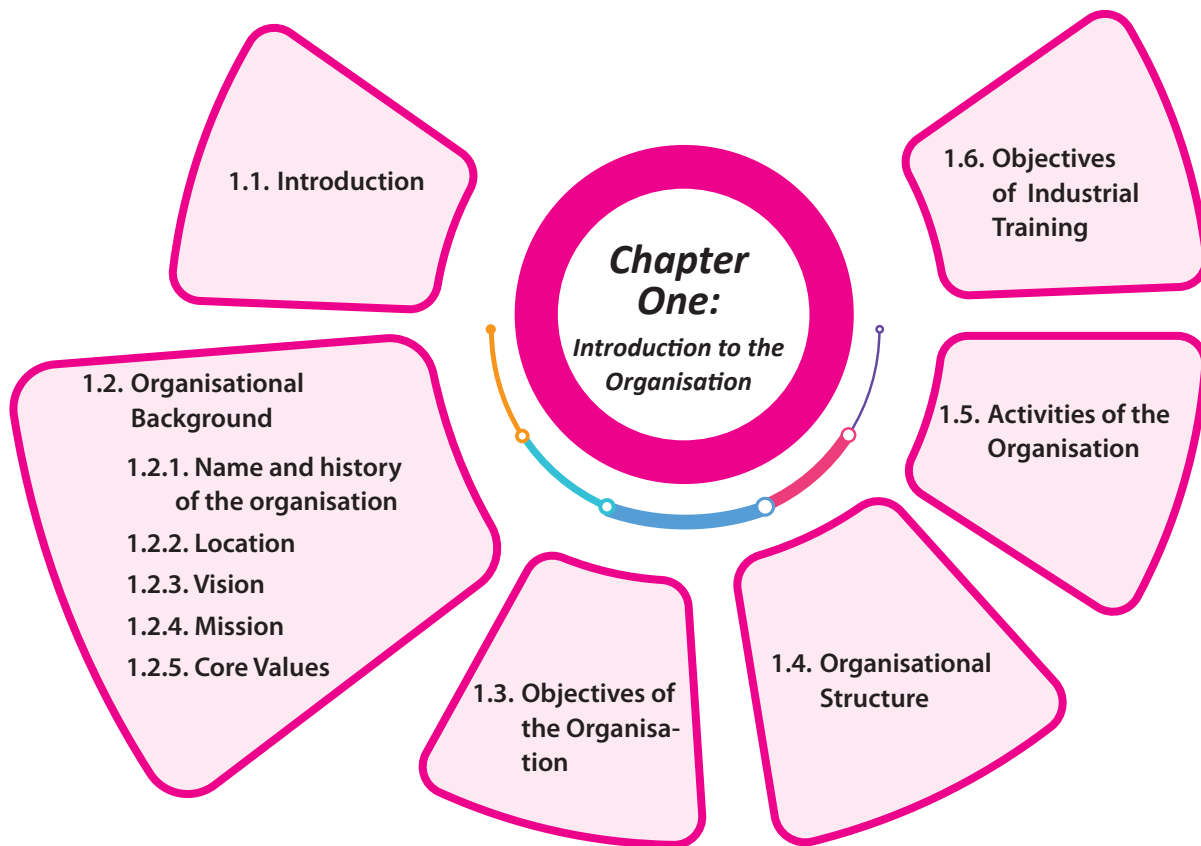 Chapter
One:
Introduction to the
Organisation
1.1. Introduction
1.2. Organisational
Background
1.2.1. Name and history
of the organisation
1.2.2. Location
1.2.3. Vision
1.2.4. Mission
1.2.5. Core Values
1.3. Objectives of
the Organisa-
tion
1.4. Organisational
Structure
1.5. Activities of the
Organisation
1.6. Objectives
of Industrial
Training